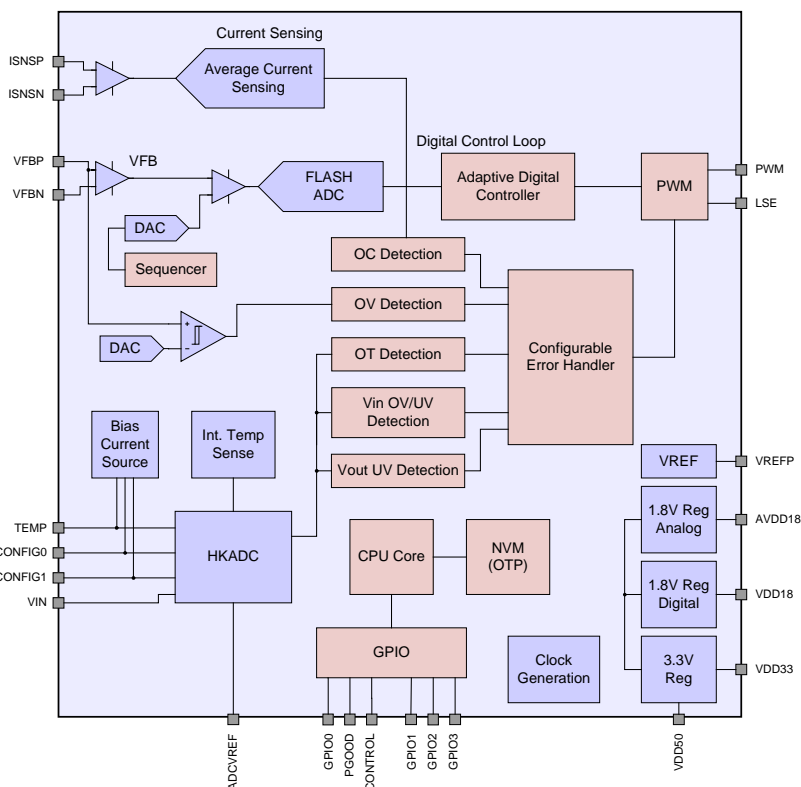 Current Sensing
ISNSP
ISNSN
Average Current
Sensing
VFBP
VFBN
VFB
FLASH
ADC
Digital Control Loop
Adaptive Digital
Controller
PWM
PWM
LSE
DAC
Sequencer
OC Detection
OV Detection
OT Detection
Vin OV/UV
Detection
Vout UV Detection
Configurable
Error Handler
+
-
DAC
Bias
Current
Source
Int. Temp
Sense
VREF
VREFP
TEMP
CONFIG0
CONFIG1
VIN
HKADC
CPU Core
NVM
(OTP)
1.8V Reg
Analog
AVDD18
1.8V Reg
Digital
VDD18
GPIO
Clock
Generation
3.3V
Reg
VDD33
ADCVREF
GPIO0
PGOOD
CONTROL
GPIO1
GPIO2
GPIO3
VDD50